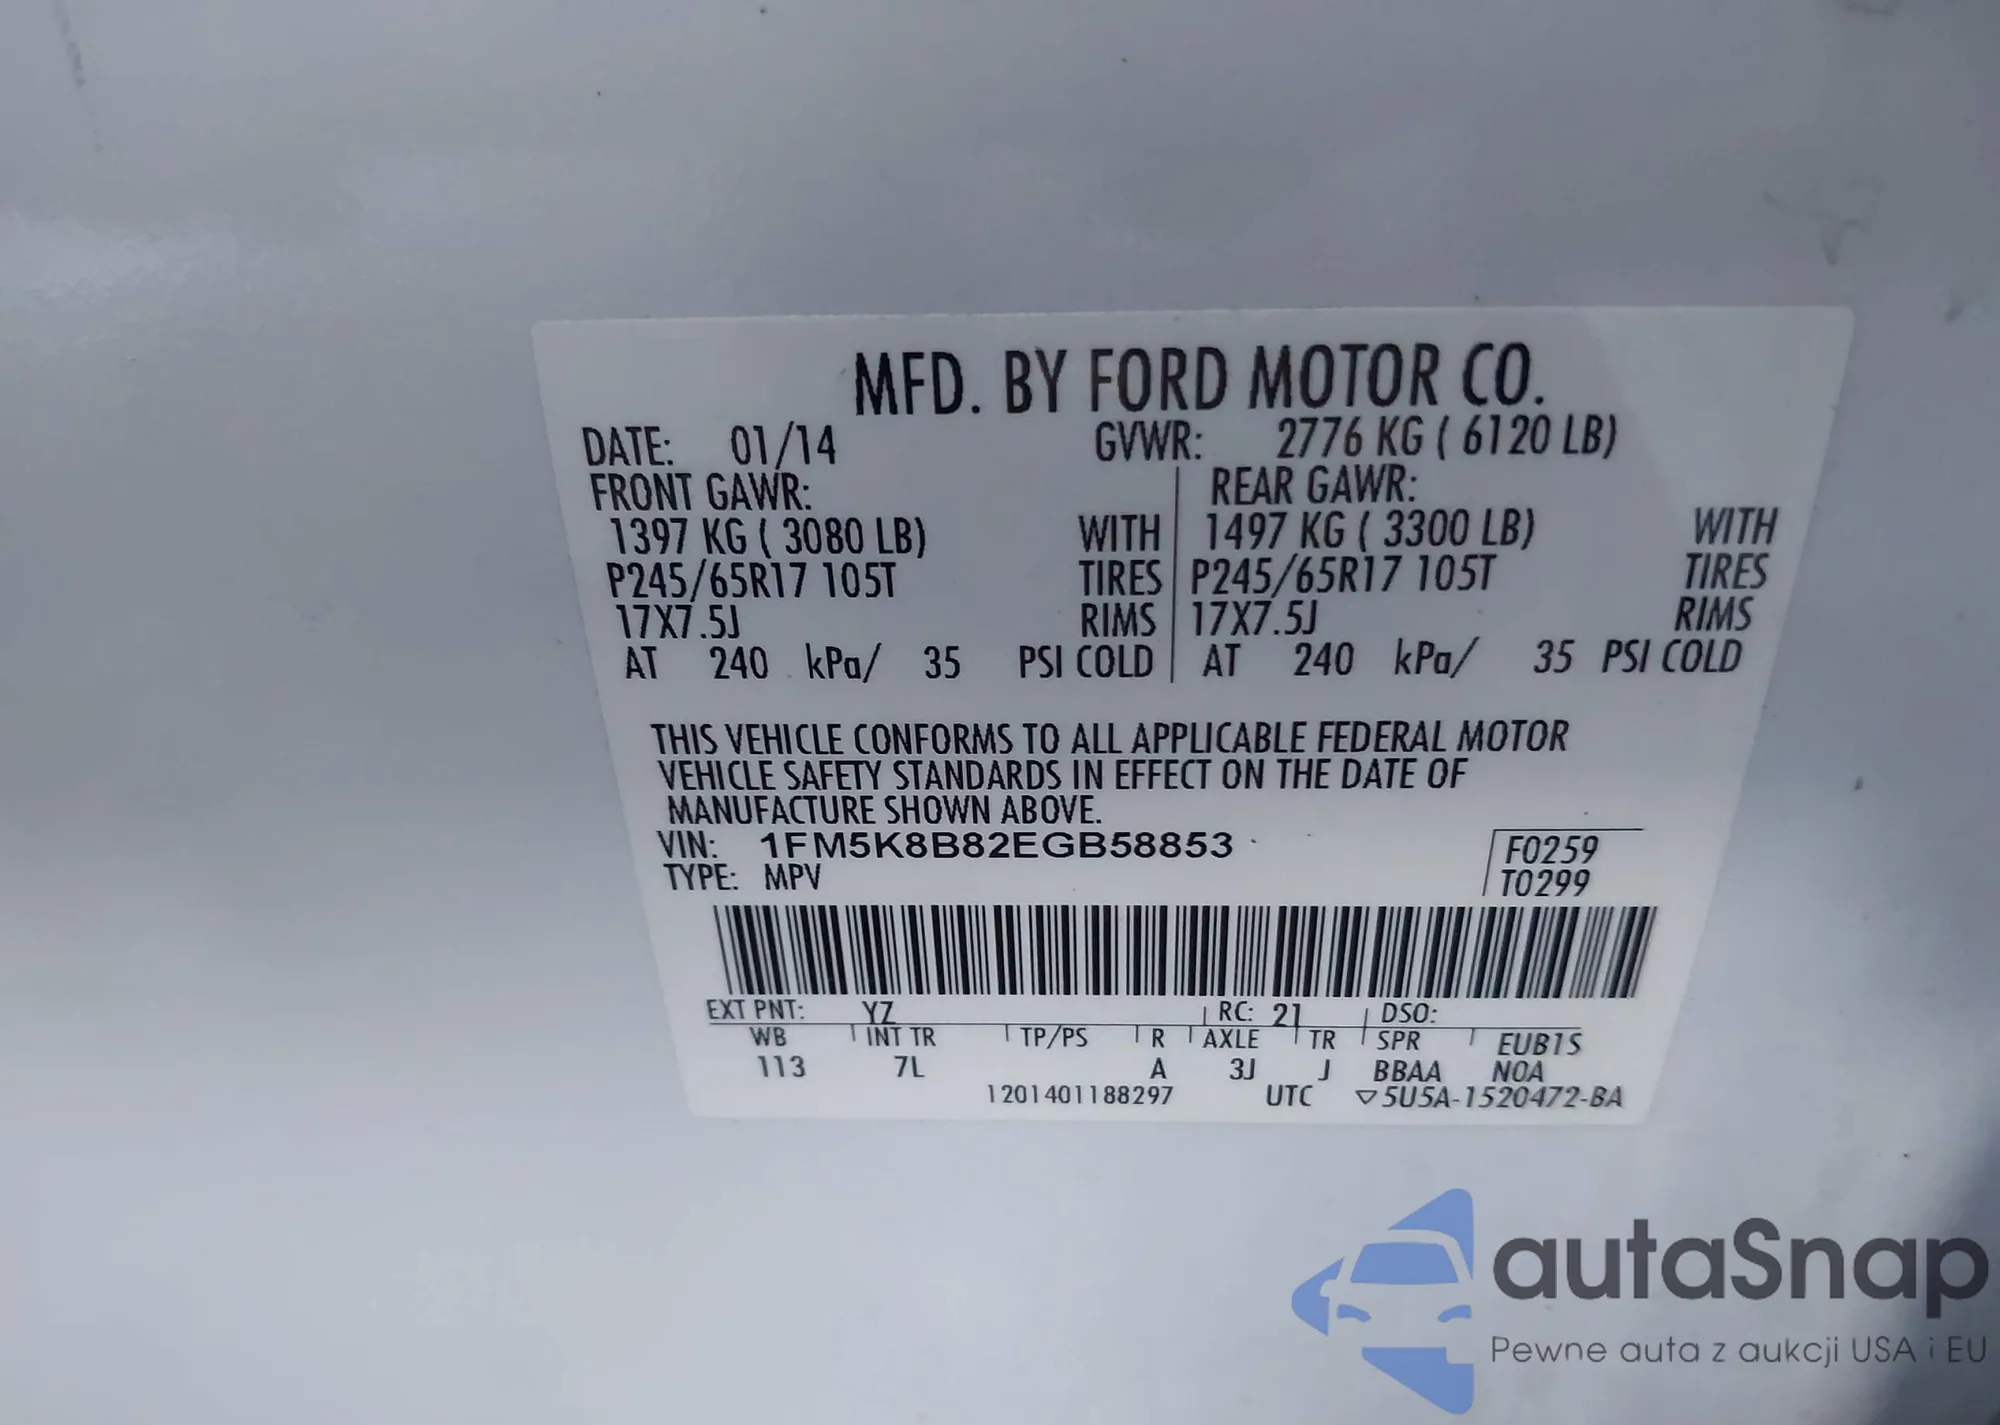 MFD. BY FORD MOTOR CO.
DATE: 01/14 GVWR: 2776 KG ( 6120 LB)
FRONT GAWR: REAR GAWR:
1397 KG ( 3080 LB) WITH 1497 KG ( 3300 LB) WITH
P245/65R17 105T TIRES P245/65R17 105T TIRES
17X7.5J RIMS 17X7.5J RIMS
AT 240 kPa/ 35 PSI COLD AT 240 kPa/ 35 PSI COLD
THIS VEHICLE CONFORMS TO ALL APPLICABLE FEDERAL MOTOR
VEHICLE SAFETY STANDARDS IN EFFECT ON THE DATE OF
MANUFACTURE SHOWN ABOVE.
VIN: 1FM5K8B82EGB58853 F0259
TYPE: MPV T0299
EXT PNT: YZ RC: 21 DSO:
WB INT TR TP/PS R AXLE TR SPR EUB1S
113 7L A 3J J BBAA NOA
1201401188297 UTC ▽5U5A-1520472-BA
autaSnap
Pewne auta z aukcji USA i EU